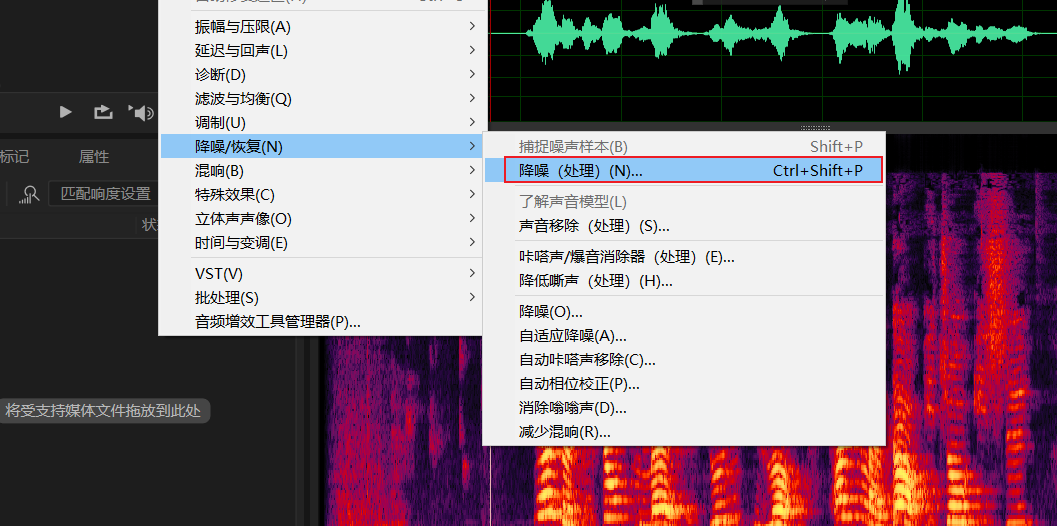 振幅与压限(A)
延迟与回声(L)
诊断(D)
滤波与均衡(Q)
调制(U)
降噪/恢复(N)
混响(B)
特殊效果(C)
立体声声像(O)
时间与变调(E)
VST(V)
批处理(S)
音频增效工具管理器(P)...
捕捉噪声样本(B) Shift+P
降噪（处理）(N)... Ctrl+Shift+P
了解声音模型(L)
声音移除（处理）(S)...
咔嗒声/爆音消除器（处理）(E)...
降低嘶声（处理）(H)...
降噪(O)...
自适应降噪(A)...
自动咔嗒声移除(C)...
自动相位校正(P)...
消除嗡嗡声(D)...
减少混响(R)...
标记 属性
匹配响度设置
状
将受支持媒体文件拖放到此处